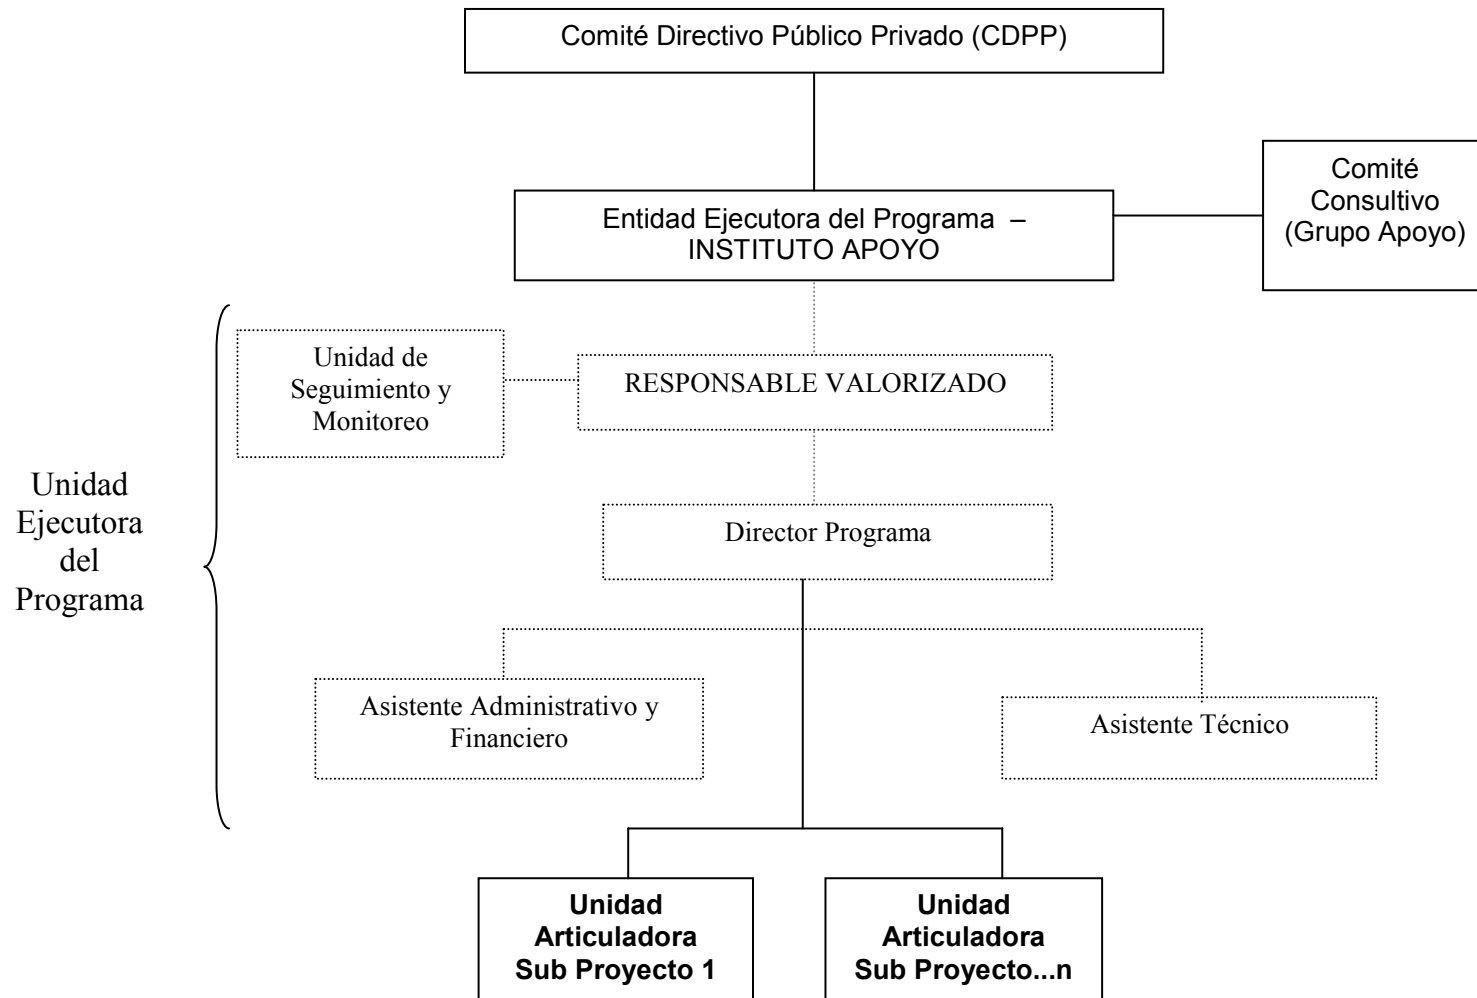 Comité Directivo Público Privado (CDPP)
Comité
Consultivo
(Grupo Apoyo)
Entidad Ejecutora del Programa –
INSTITUTO APOYO
Unidad de
Seguimiento y
Monitoreo
RESPONSABLE VALORIZADO
Unidad
Ejecutora
del
Programa
Director Programa
Asistente Administrativo y
Financiero
Asistente Técnico
Unidad
Articuladora
Sub Proyecto 1
Unidad
Articuladora
Sub Proyecto...n